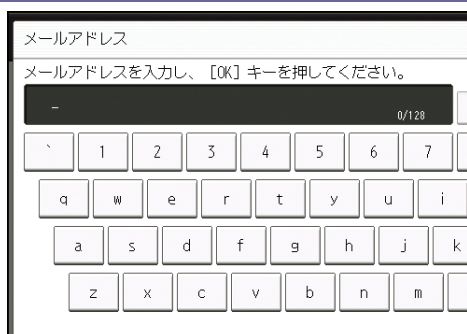 メールアドレス
メールアドレスを入力し、［OK］キーを押してください。
_
0/128
` 1 2 3 4 5 6 7
q w e r t y u i
a s d f g h j k
z x c v b n m